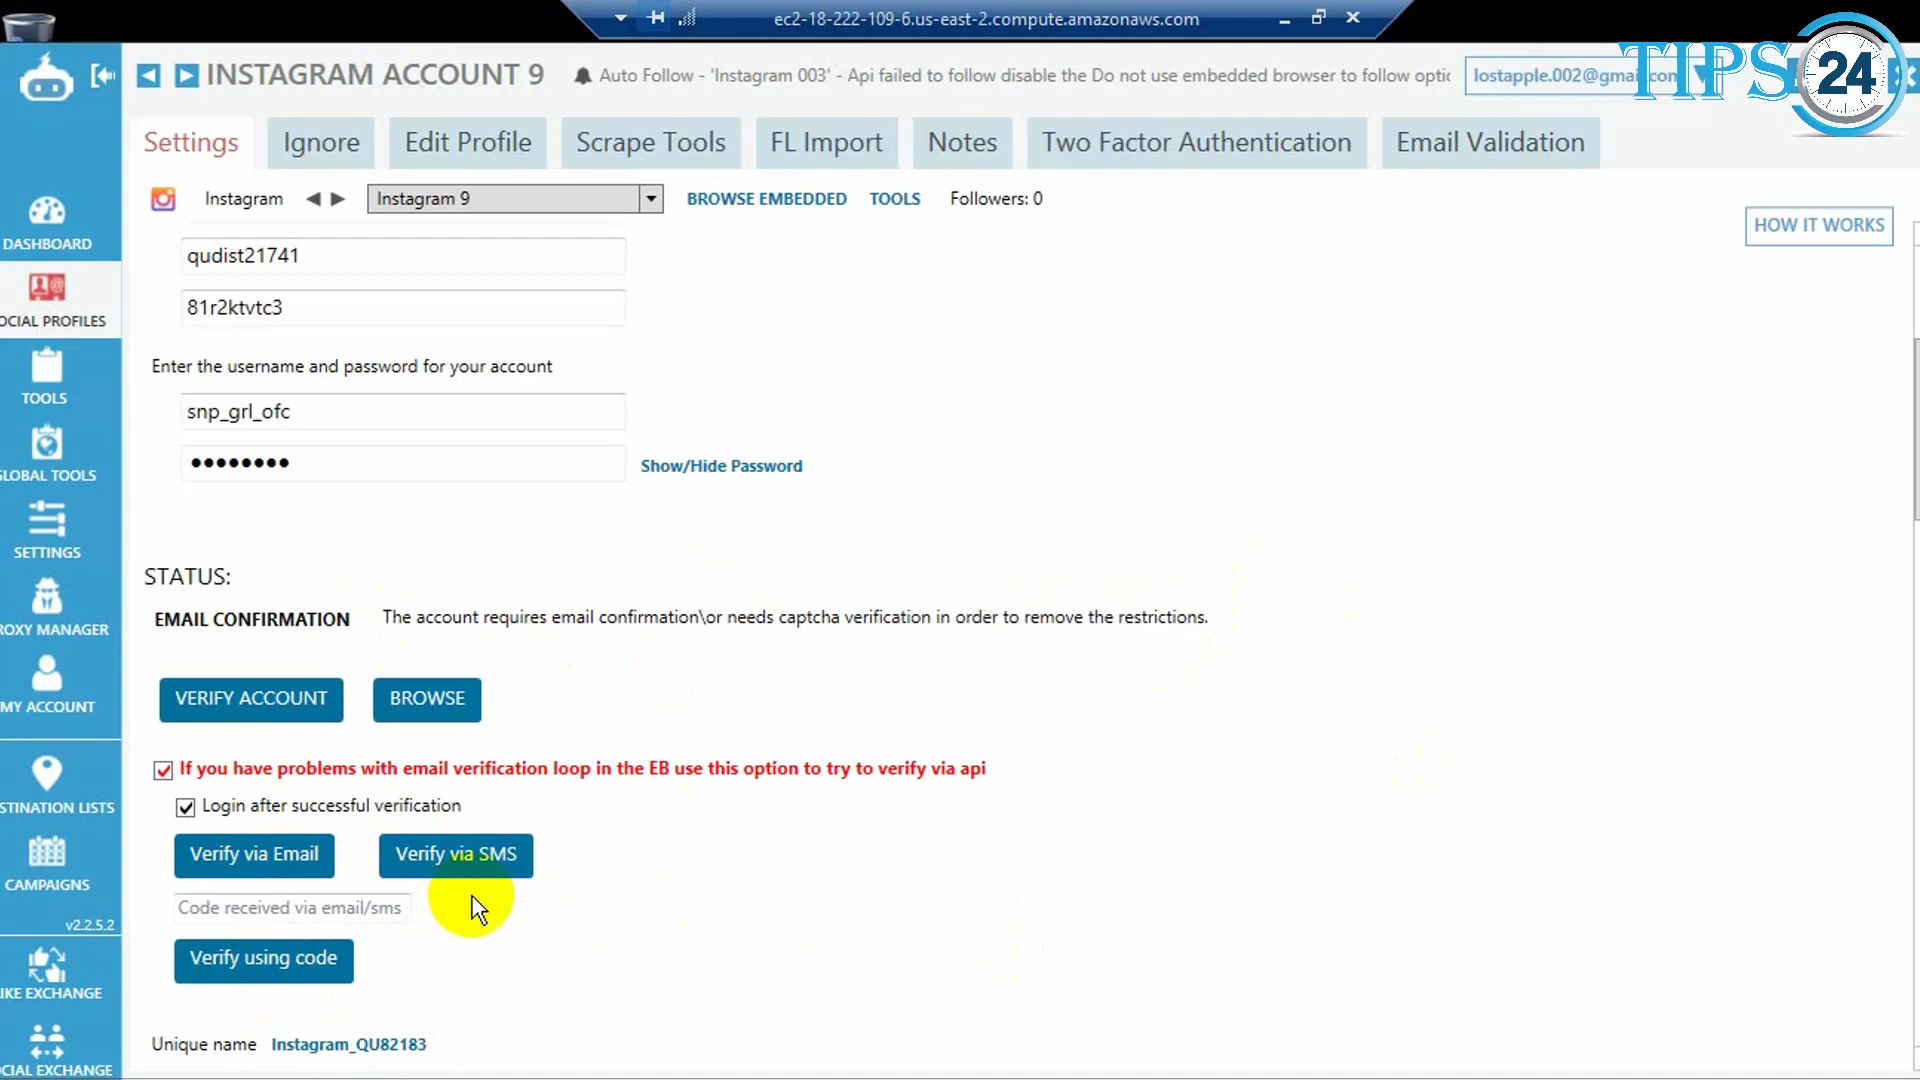 ec2-18-222-109-6.us-east-2.compute.amazonaws.com
INSTAGRAM ACCOUNT 9
Auto Follow - 'Instagram 003' - Api failed to follow disable the Do not use embedded browser to follow optic
lostapple.002@gmail.com
TIPS 24
Settings Ignore Edit Profile Scrape Tools FL Import Notes Two Factor Authentication Email Validation
Instagram Instagram 9 BROWSE EMBEDDED TOOLS Followers: 0
HOW IT WORKS
DASHBOARD
OCIAL PROFILES
TOOLS
GLOBAL TOOLS
SETTINGS
ROXY MANAGER
MY ACCOUNT
STINATION LISTS
CAMPAIGNS
v2.2.5.2
IKE EXCHANGE
CIAL EXCHANGE
qudist21741
81r2ktvtc3
Enter the username and password for your account
snp_grl_ofc
●●●●●●●●
Show/Hide Password
STATUS:
EMAIL CONFIRMATION The account requires email confirmation\or needs captcha verification in order to remove the restrictions.
VERIFY ACCOUNT BROWSE
If you have problems with email verification loop in the EB use this option to try to verify via api
Login after successful verification
Verify via Email Verify via SMS
Code received via email/sms
Verify using code
Unique name Instagram_QU82183